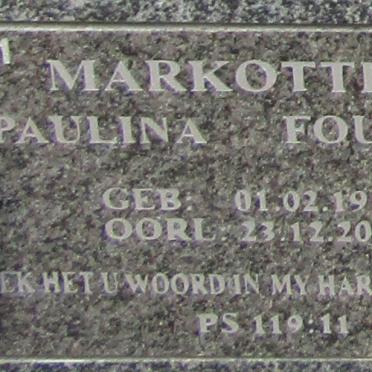 MARKOTT
PAULINA FOU
GEB: 01.02.19
OORL. 23.12.20
EK HET U WOORD IN MY HAR
PS 119:11